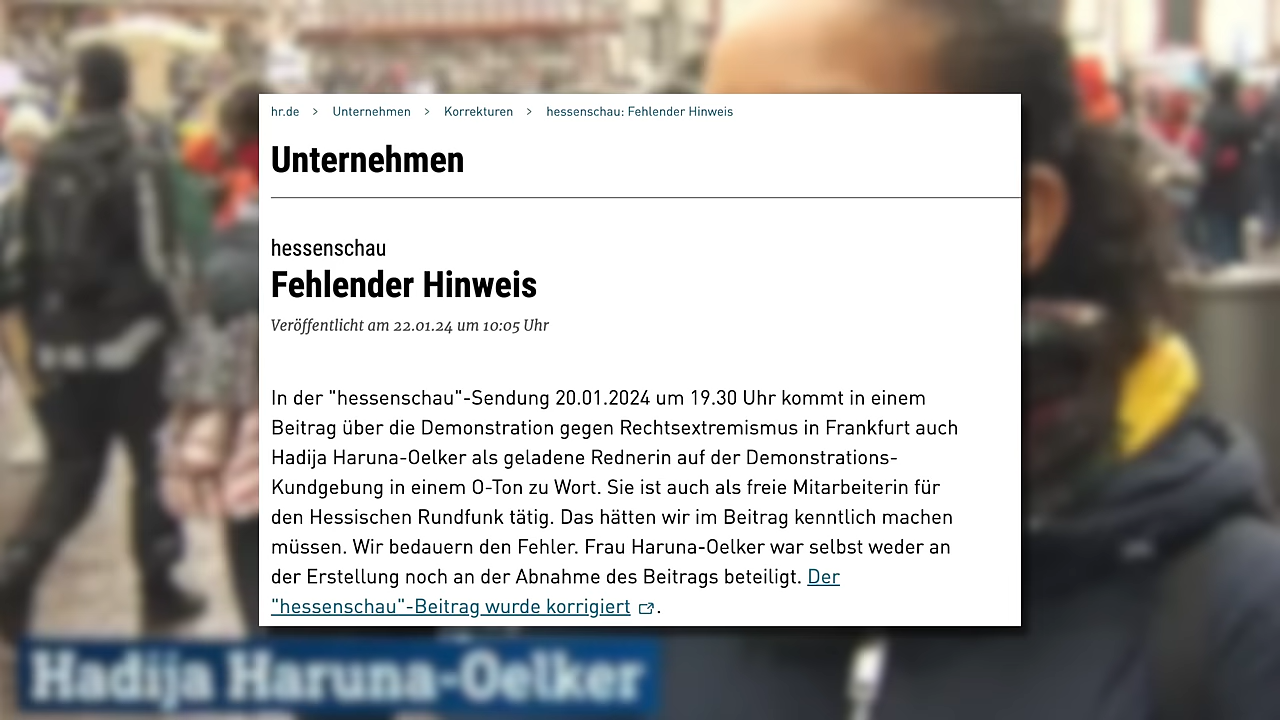 hr.de > Unternehmen > Korrekturen > hessenschau: Fehlender Hinweis
Unternehmen
hessenschau
Fehlender Hinweis
Veröffentlicht am 22.01.24 um 10:05 Uhr
In der "hessenschau"-Sendung 20.01.2024 um 19.30 Uhr kommt in einem
Beitrag über die Demonstration gegen Rechtsextremismus in Frankfurt auch
Hadija Haruna-Oelker als geladene Rednerin auf der Demonstrations-
Kundgebung in einem O-Ton zu Wort. Sie ist auch als freie Mitarbeiterin für
den Hessischen Rundfunk tätig. Das hätten wir im Beitrag kenntlich machen
müssen. Wir bedauern den Fehler. Frau Haruna-Oelker war selbst weder an
der Erstellung noch an der Abnahme des Beitrags beteiligt. Der
"hessenschau"-Beitrag wurde korrigiert.
Hadija Haruna-Oelker